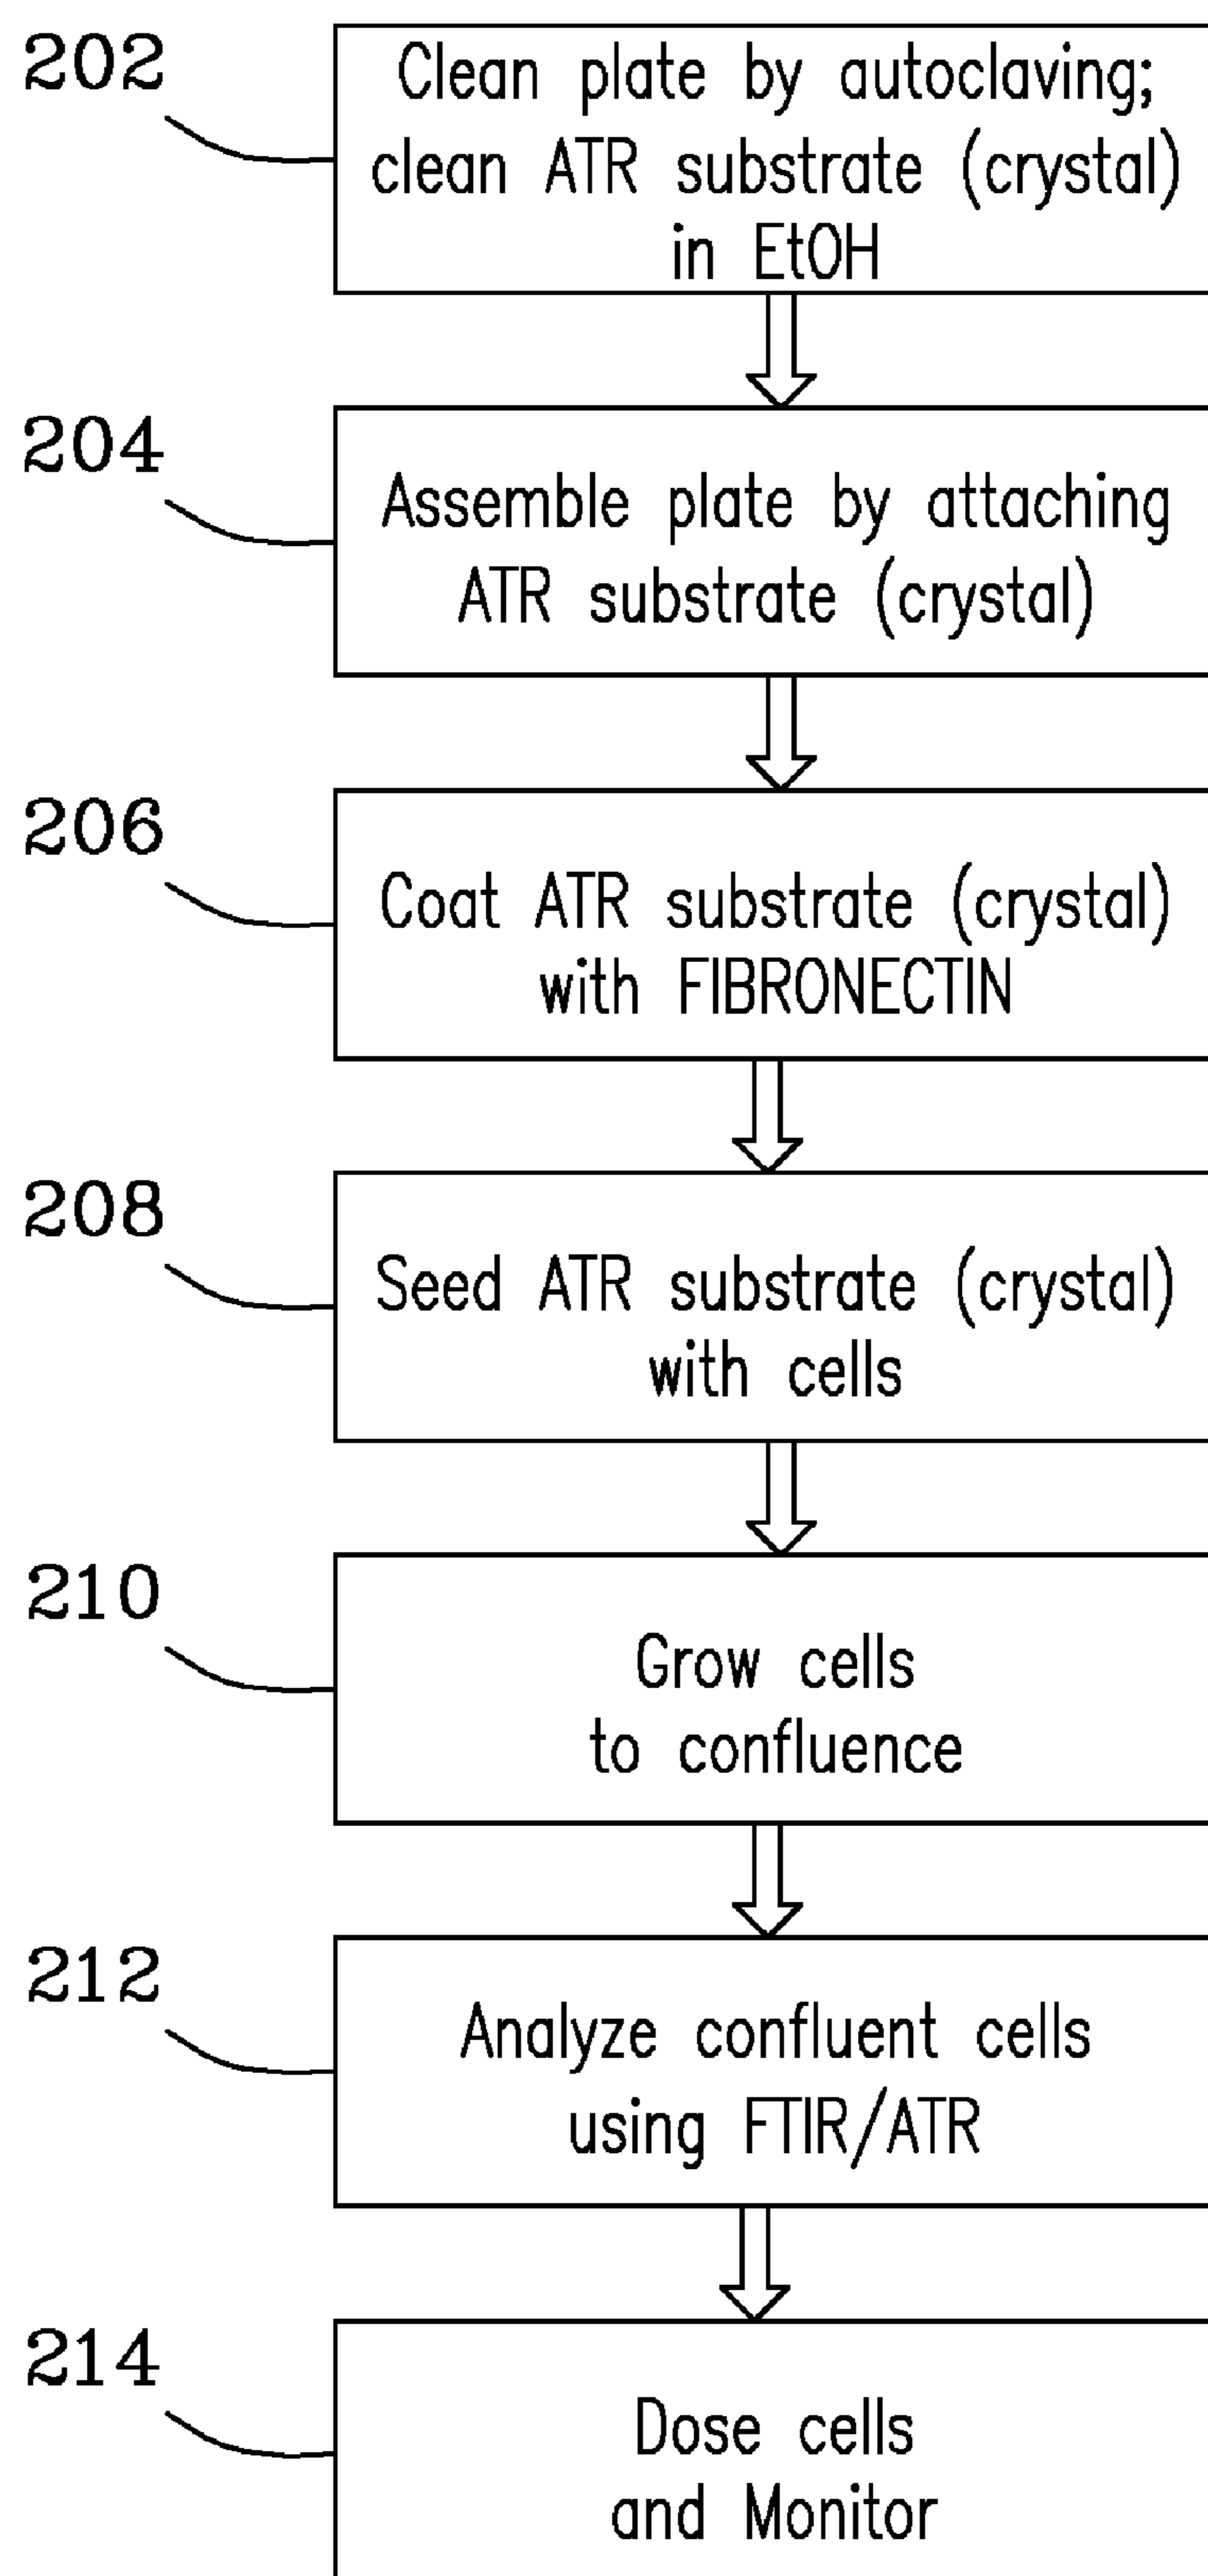 202
Clean plate by autoclaving;
clean ATR substrate (crystal)
in EtOH
204
Assemble plate by attaching
ATR substrate (crystal)
206
Coat ATR substrate (crystal)
with FIBRONECTIN
208
Seed ATR substrate (crystal)
with cells
210
Grow cells
to confluence
212
Analyze confluent cells
using FTIR/ATR
214
Dose cells
and Monitor